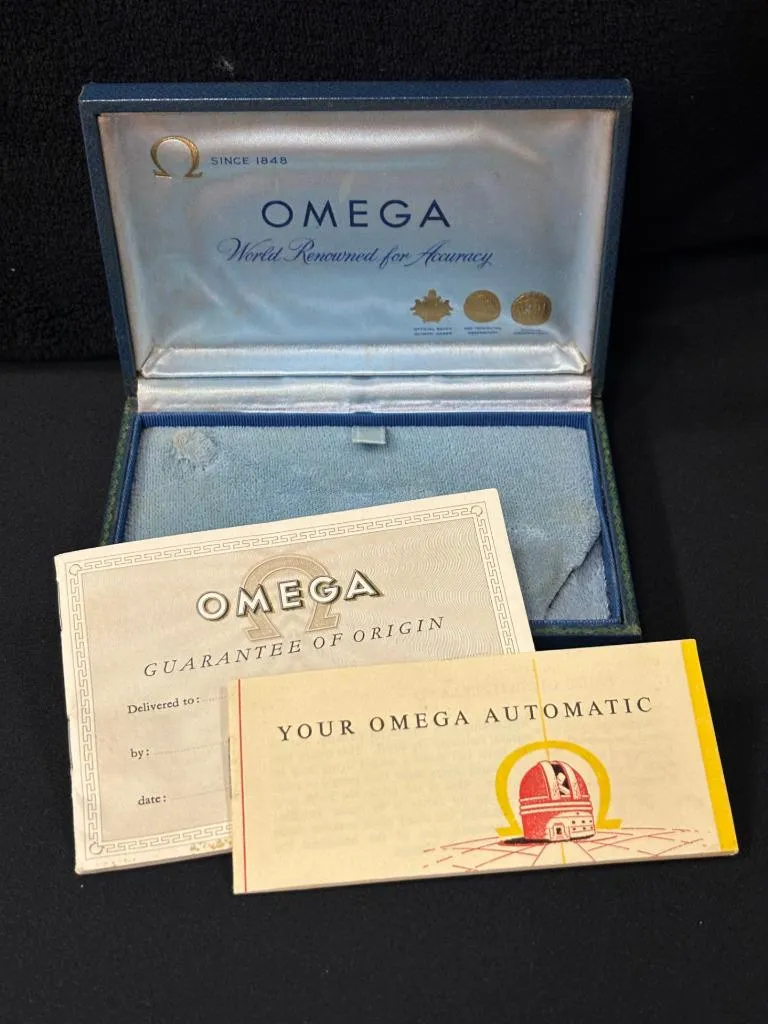 Ω SINCE 1848
OMEGA
World Renowned for Accuracy
OMEGA
GUARANTEE OF ORIGIN
Delivered to:
by:
date:
YOUR OMEGA AUTOMATIC